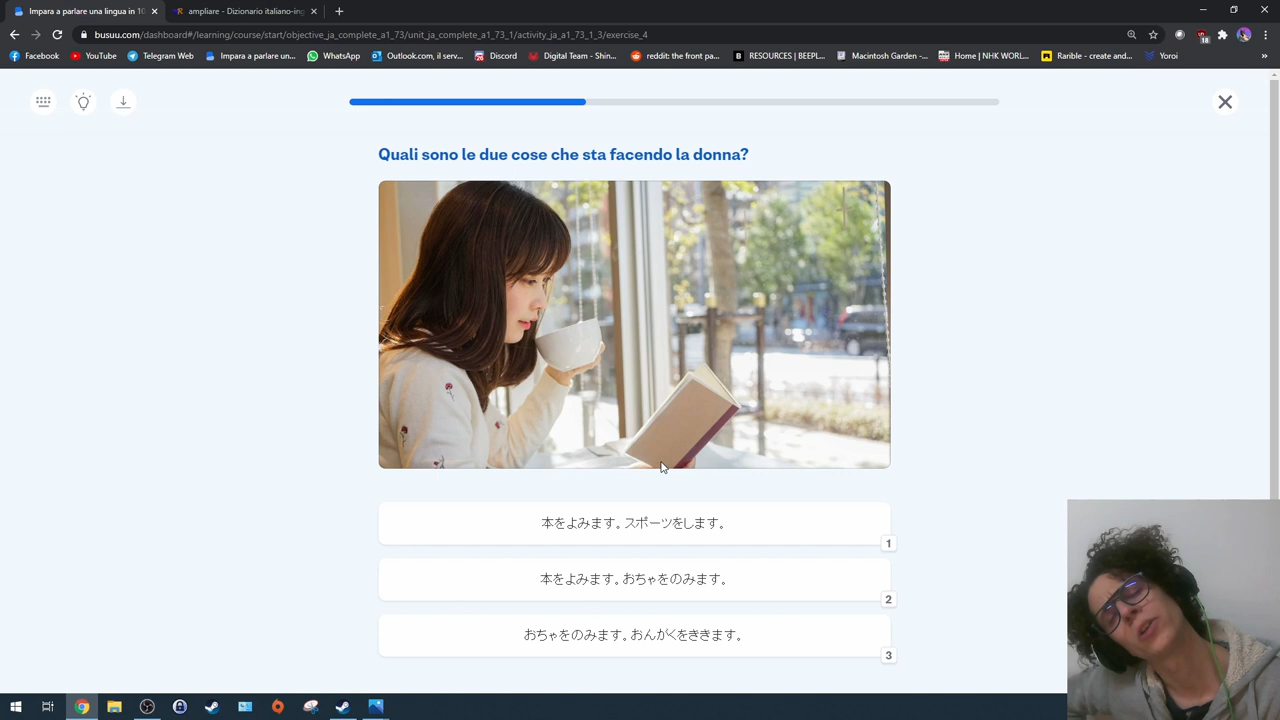 Impara a parlare una lingua in 10
ampliare - Dizionario italiano-ing
busuu.com/dashboard#/learning/course/start/objective_ja_complete_a1_73/unit_ja_complete_a1_73_1/activity_ja_a1_73_1_3/exercise_4
18
Facebook
YouTube
Telegram Web
Impara a parlare un...
WhatsApp
Outlook.com, il serv...
Discord
Digital Team - Shin...
reddit: the front pa...
RESOURCES | BEEPL...
Macintosh Garden -...
Home | NHK WORL...
Rarible - create and...
Yoroi
Quali sono le due cose che sta facendo la donna?
本をよみます。スポーツをします。
1
本をよみます。おちゃをのみます。
2
おちゃをのみます。おんがくをききます。
3